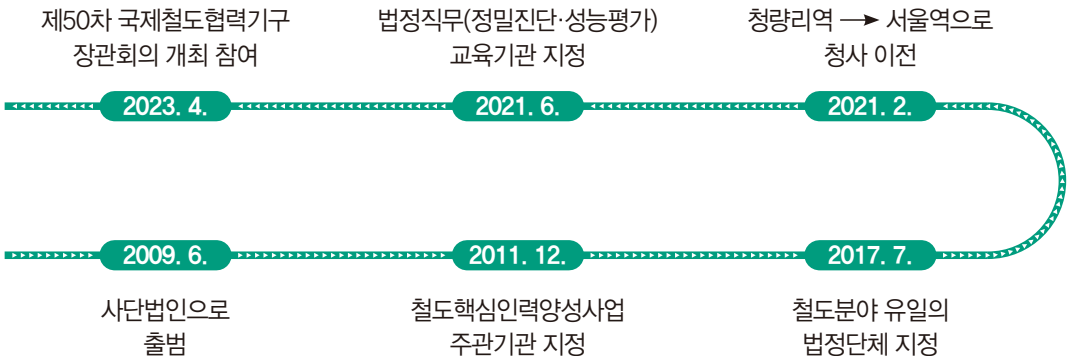 제50차 국제철도협력기구
장관회의 개최 참여
법정직무(정밀진단·성능평가)
교육기관 지정
청량리역 → 서울역으로
청사 이전
2023. 4.
2021. 6.
2021. 2.
2009. 6.
2011. 12.
2017. 7.
사단법인으로
출범
철도핵심인력양성사업
주관기관 지정
철도분야 유일의
법정단체 지정